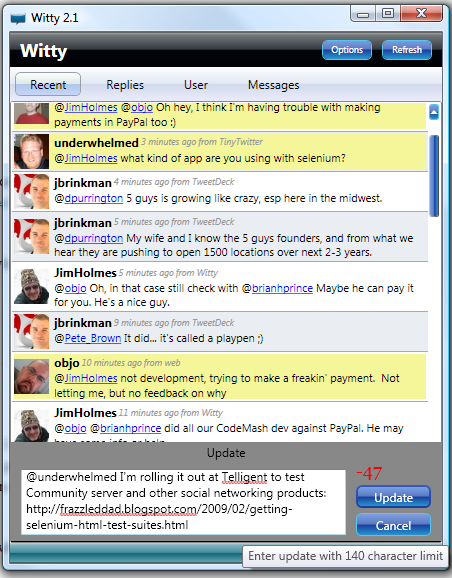 Witty 2.1
Witty
Options
Refresh
Recent
Replies
User
Messages
@JimHolmes @objo Oh hey, I think I'm having trouble with making
payments in PayPal too :)
underwhelmed 3 minutes ago from TinyTwitter
@JimHolmes what kind of app are you using with selenium?
jbrinkman 4 minutes ago from TweetDeck
@dpurrington 5 guys is growing like crazy, esp here in the midwest.
jbrinkman 5 minutes ago from TweetDeck
@dpurrington My wife and I know the 5 guys founders, and from what we
hear they are pushing to open 1500 locations over next 2-3 years.
JimHolmes 5 minutes ago from Witty
@objo Oh, in that case still check with @brianhprince Maybe he can pay it
for you. He's a nice guy.
jbrinkman 9 minutes ago from TweetDeck
@Pete_Brown It did... it's called a playpen ;)
objo 10 minutes ago from web
@JimHolmes not development, trying to make a freakin' payment.  Not
letting me, but no feedback on why
JimHolmes 11 minutes ago from Witty
@objo @brianhprince did all our CodeMash dev against PayPal. He may
have some info or help
Update
@underwhelmed I'm rolling it out at Telligent to test
Community server and other social networking products:
http://frazzleddad.blogspot.com/2009/02/getting-
selenium-html-test-suites.html
-47
Update
Cancel
Enter update with 140 character limit